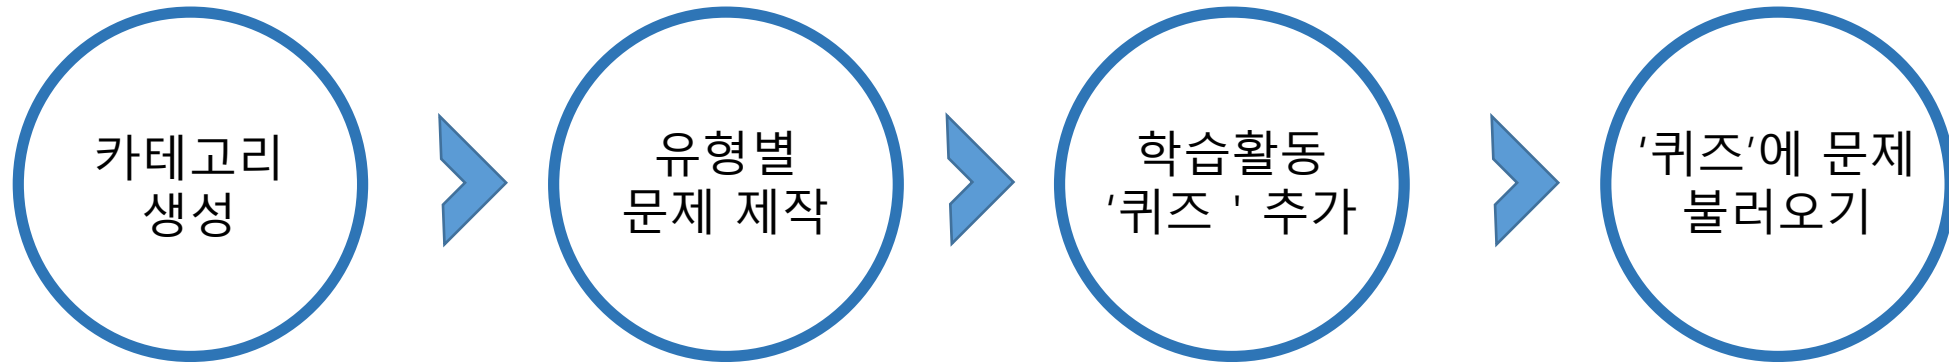 카테고리
생성
유형별
문제 제작
학습활동
'퀴즈 ' 추가
'퀴즈'에 문제
불러오기